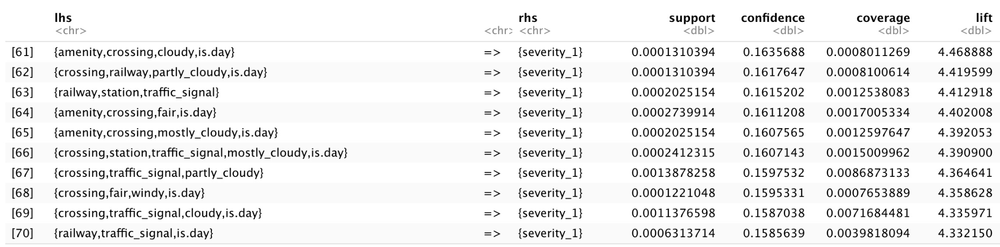 lhs rhs support confidence coverage lift
<chr> <chr> <chr> <dbl> <dbl> <dbl> <dbl>
[61] {amenity,crossing,cloudy,is.day} => {severity_1} 0.0001310394 0.1635688 0.0008011269 4.468888
[62] {crossing,railway,partly_cloudy,is.day} => {severity_1} 0.0001310394 0.1617647 0.0008100614 4.419599
[63] {railway,station,traffic_signal} => {severity_1} 0.0002025154 0.1615202 0.0012538083 4.412918
[64] {amenity,crossing,fair,is.day} => {severity_1} 0.0002739914 0.1611208 0.0017005334 4.402008
[65] {amenity,crossing,mostly_cloudy,is.day} => {severity_1} 0.0002025154 0.1607565 0.0012597647 4.392053
[66] {crossing,station,traffic_signal,mostly_cloudy,is.day} => {severity_1} 0.0002412315 0.1607143 0.0015009962 4.390900
[67] {crossing,traffic_signal,partly_cloudy} => {severity_1} 0.0013878258 0.1597532 0.0086873133 4.364641
[68] {crossing,fair,windy,is.day} => {severity_1} 0.0001221048 0.1595331 0.0007653889 4.358628
[69] {crossing,traffic_signal,cloudy,is.day} => {severity_1} 0.0011376598 0.1587038 0.0071684481 4.335971
[70] {railway,traffic_signal,is.day} => {severity_1} 0.0006313714 0.1585639 0.0039818094 4.332150